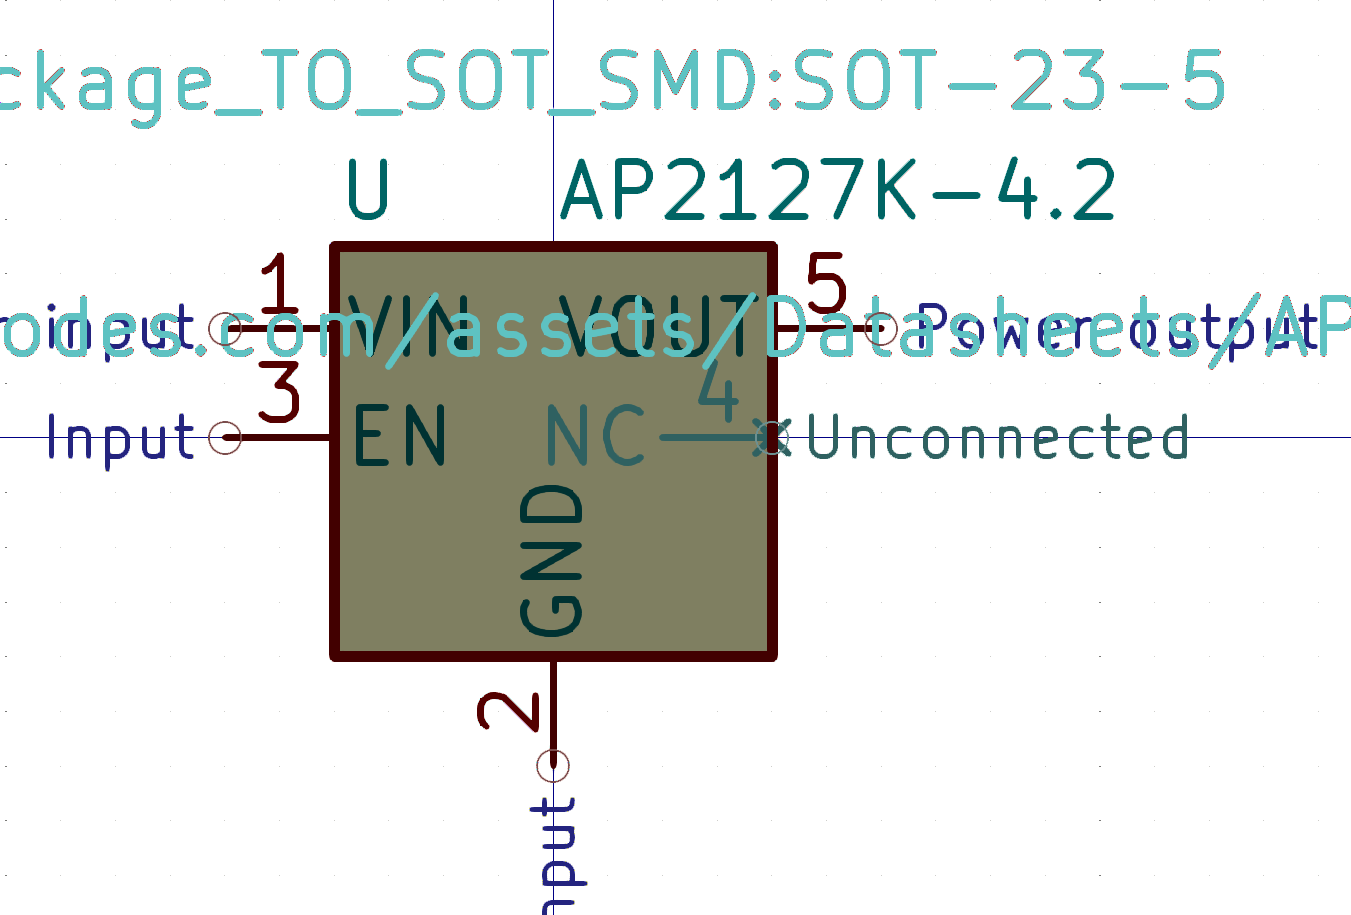 ckage_TO_SOT_SMD:SOT-23-5
U AP2127K-4.2
1 5
input VIN VOUT Power output
odes.com/assets/Datasheets/AP
3 4
Input EN NC Unconnected
GND
2
nput